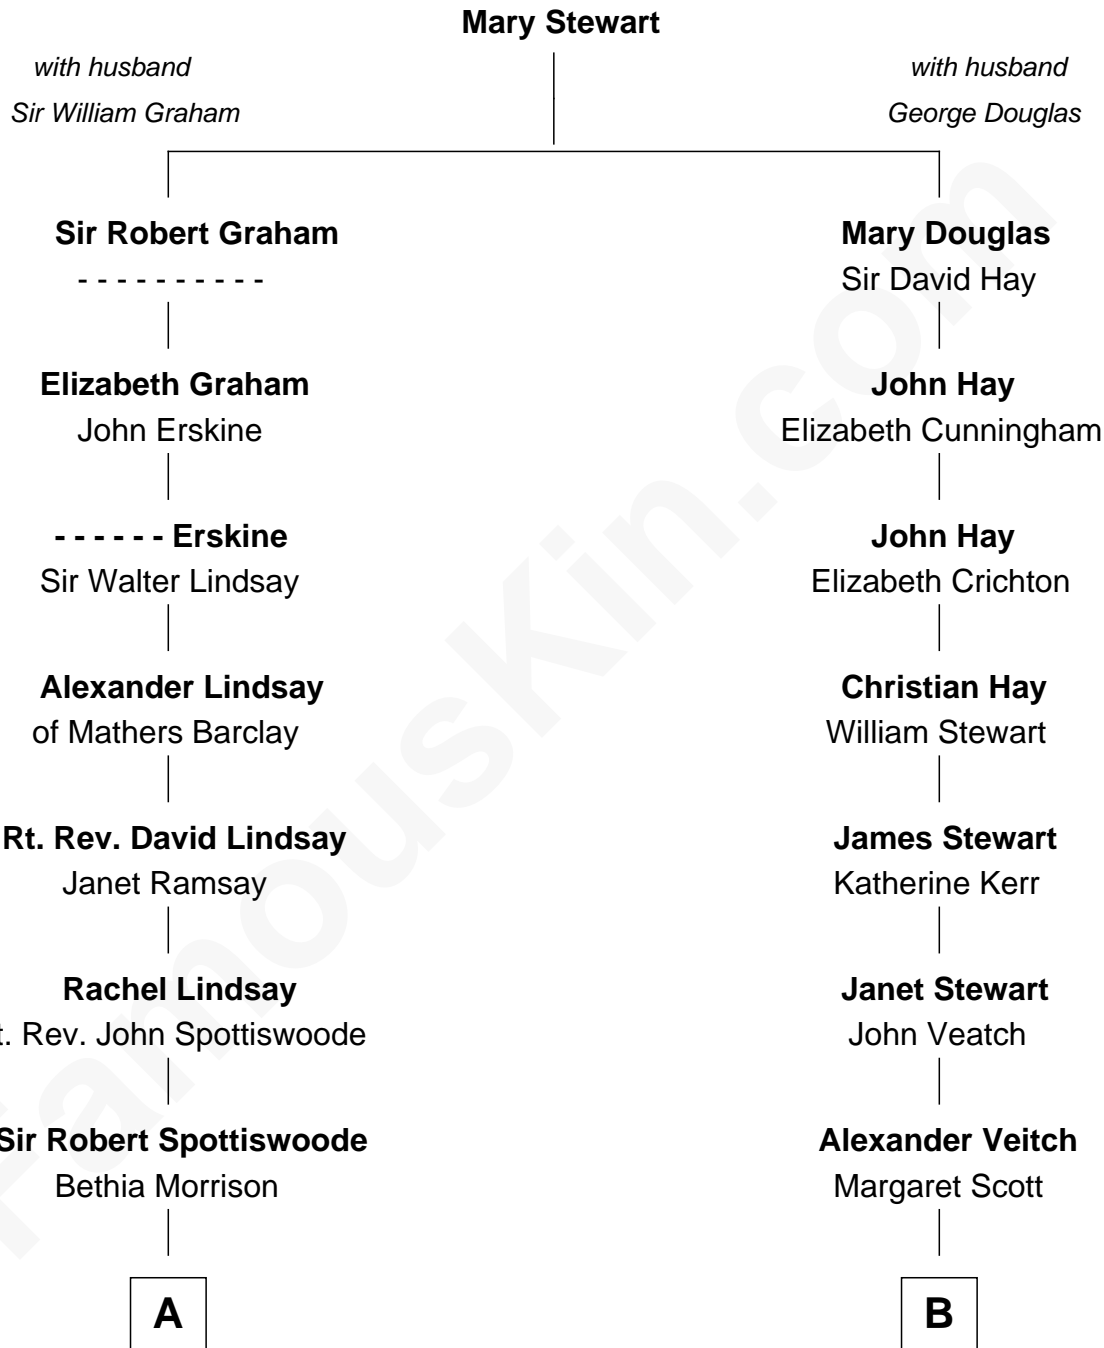 Mary Stewart
with husband
Sir William Graham
with husband
George Douglas
Sir Robert Graham
- - - - - - - - - -
Elizabeth Graham
John Erskine
- - - - - - Erskine
Sir Walter Lindsay
Alexander Lindsay
of Mathers Barclay
Rt. Rev. David Lindsay
Janet Ramsay
Rachel Lindsay
t. Rev. John Spottiswoode
Sir Robert Spottiswoode
Bethia Morrison
A
Mary Douglas
Sir David Hay
John Hay
Elizabeth Cunningham
John Hay
Elizabeth Crichton
Christian Hay
William Stewart
James Stewart
Katherine Kerr
Janet Stewart
John Veatch
Alexander Veitch
Margaret Scott
B
FamousKin.com